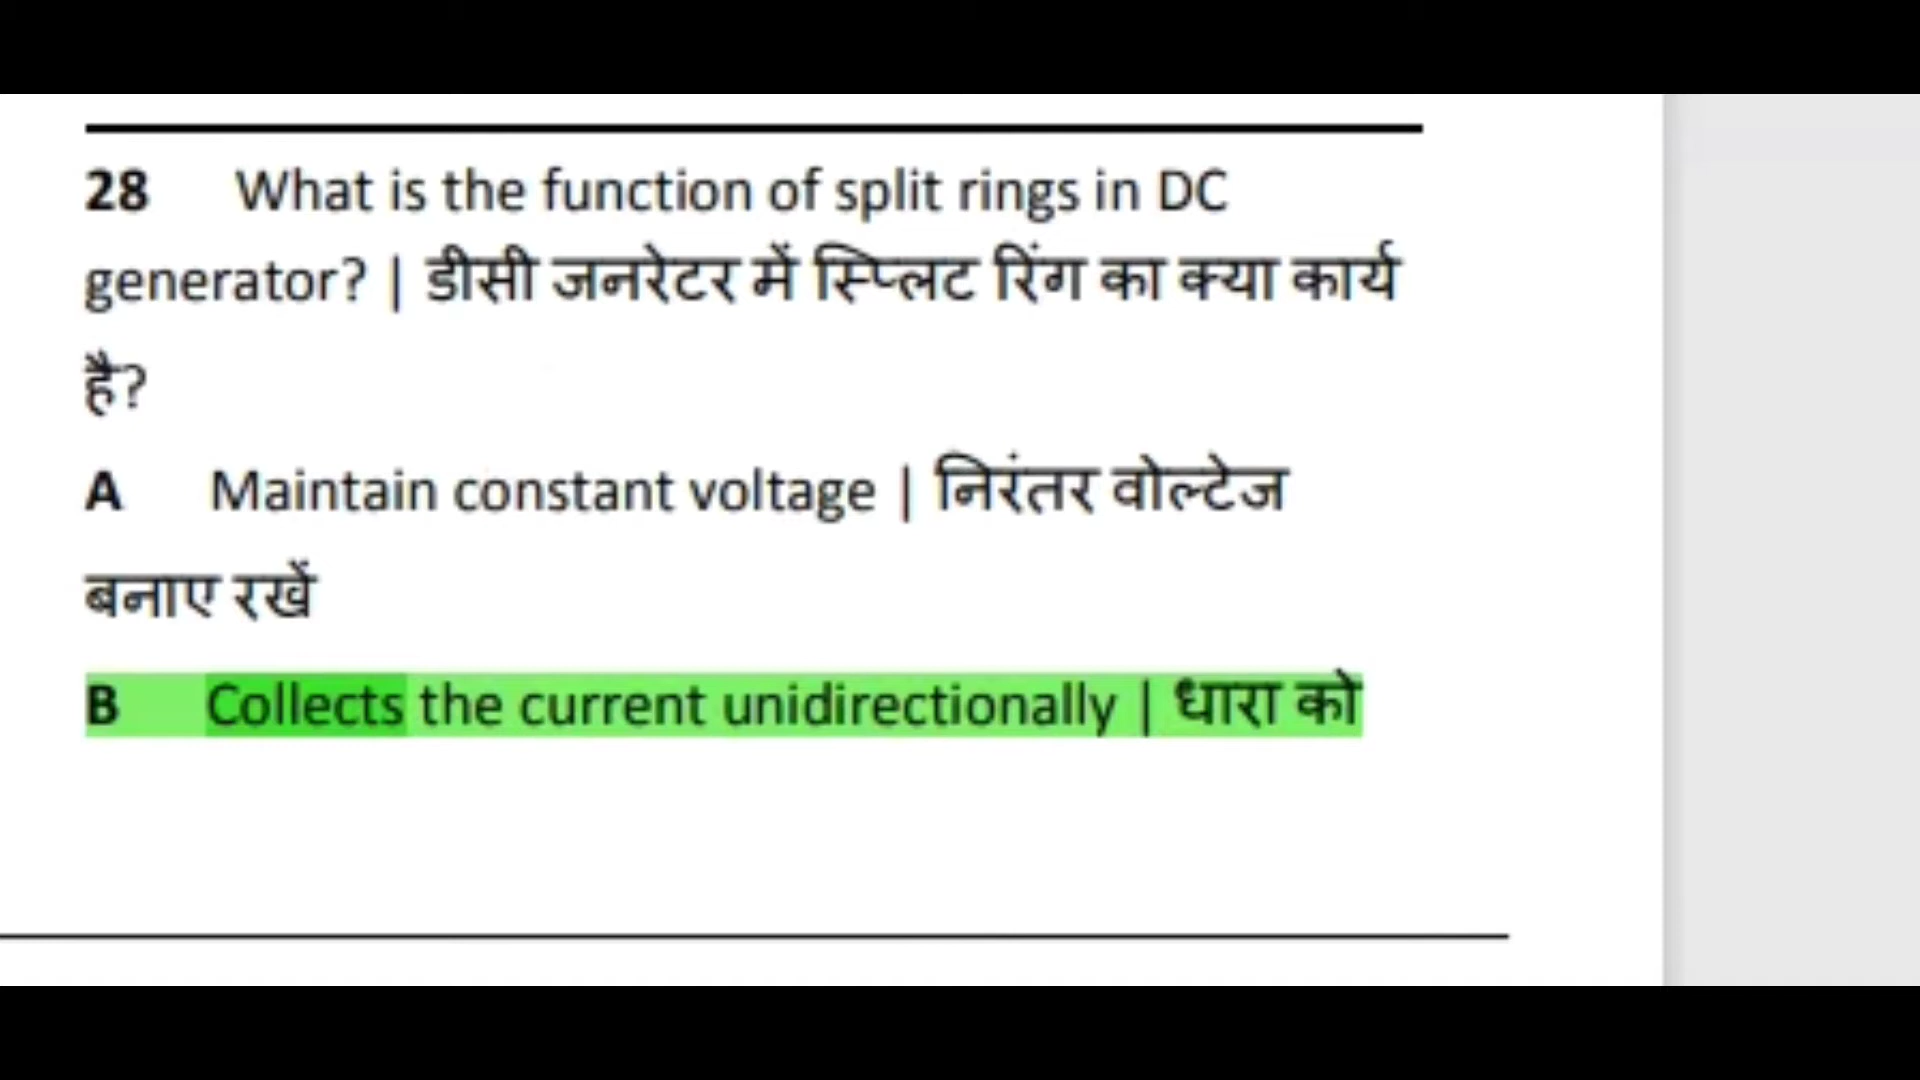 28 What is the function of split rings in DC
generator? | डीसी जनरेटर में स्प्लिट रिंग का क्या कार्य
है?
A Maintain constant voltage | निरंतर वोल्टेज
बनाए रखें
B Collects the current unidirectionally | धारा को